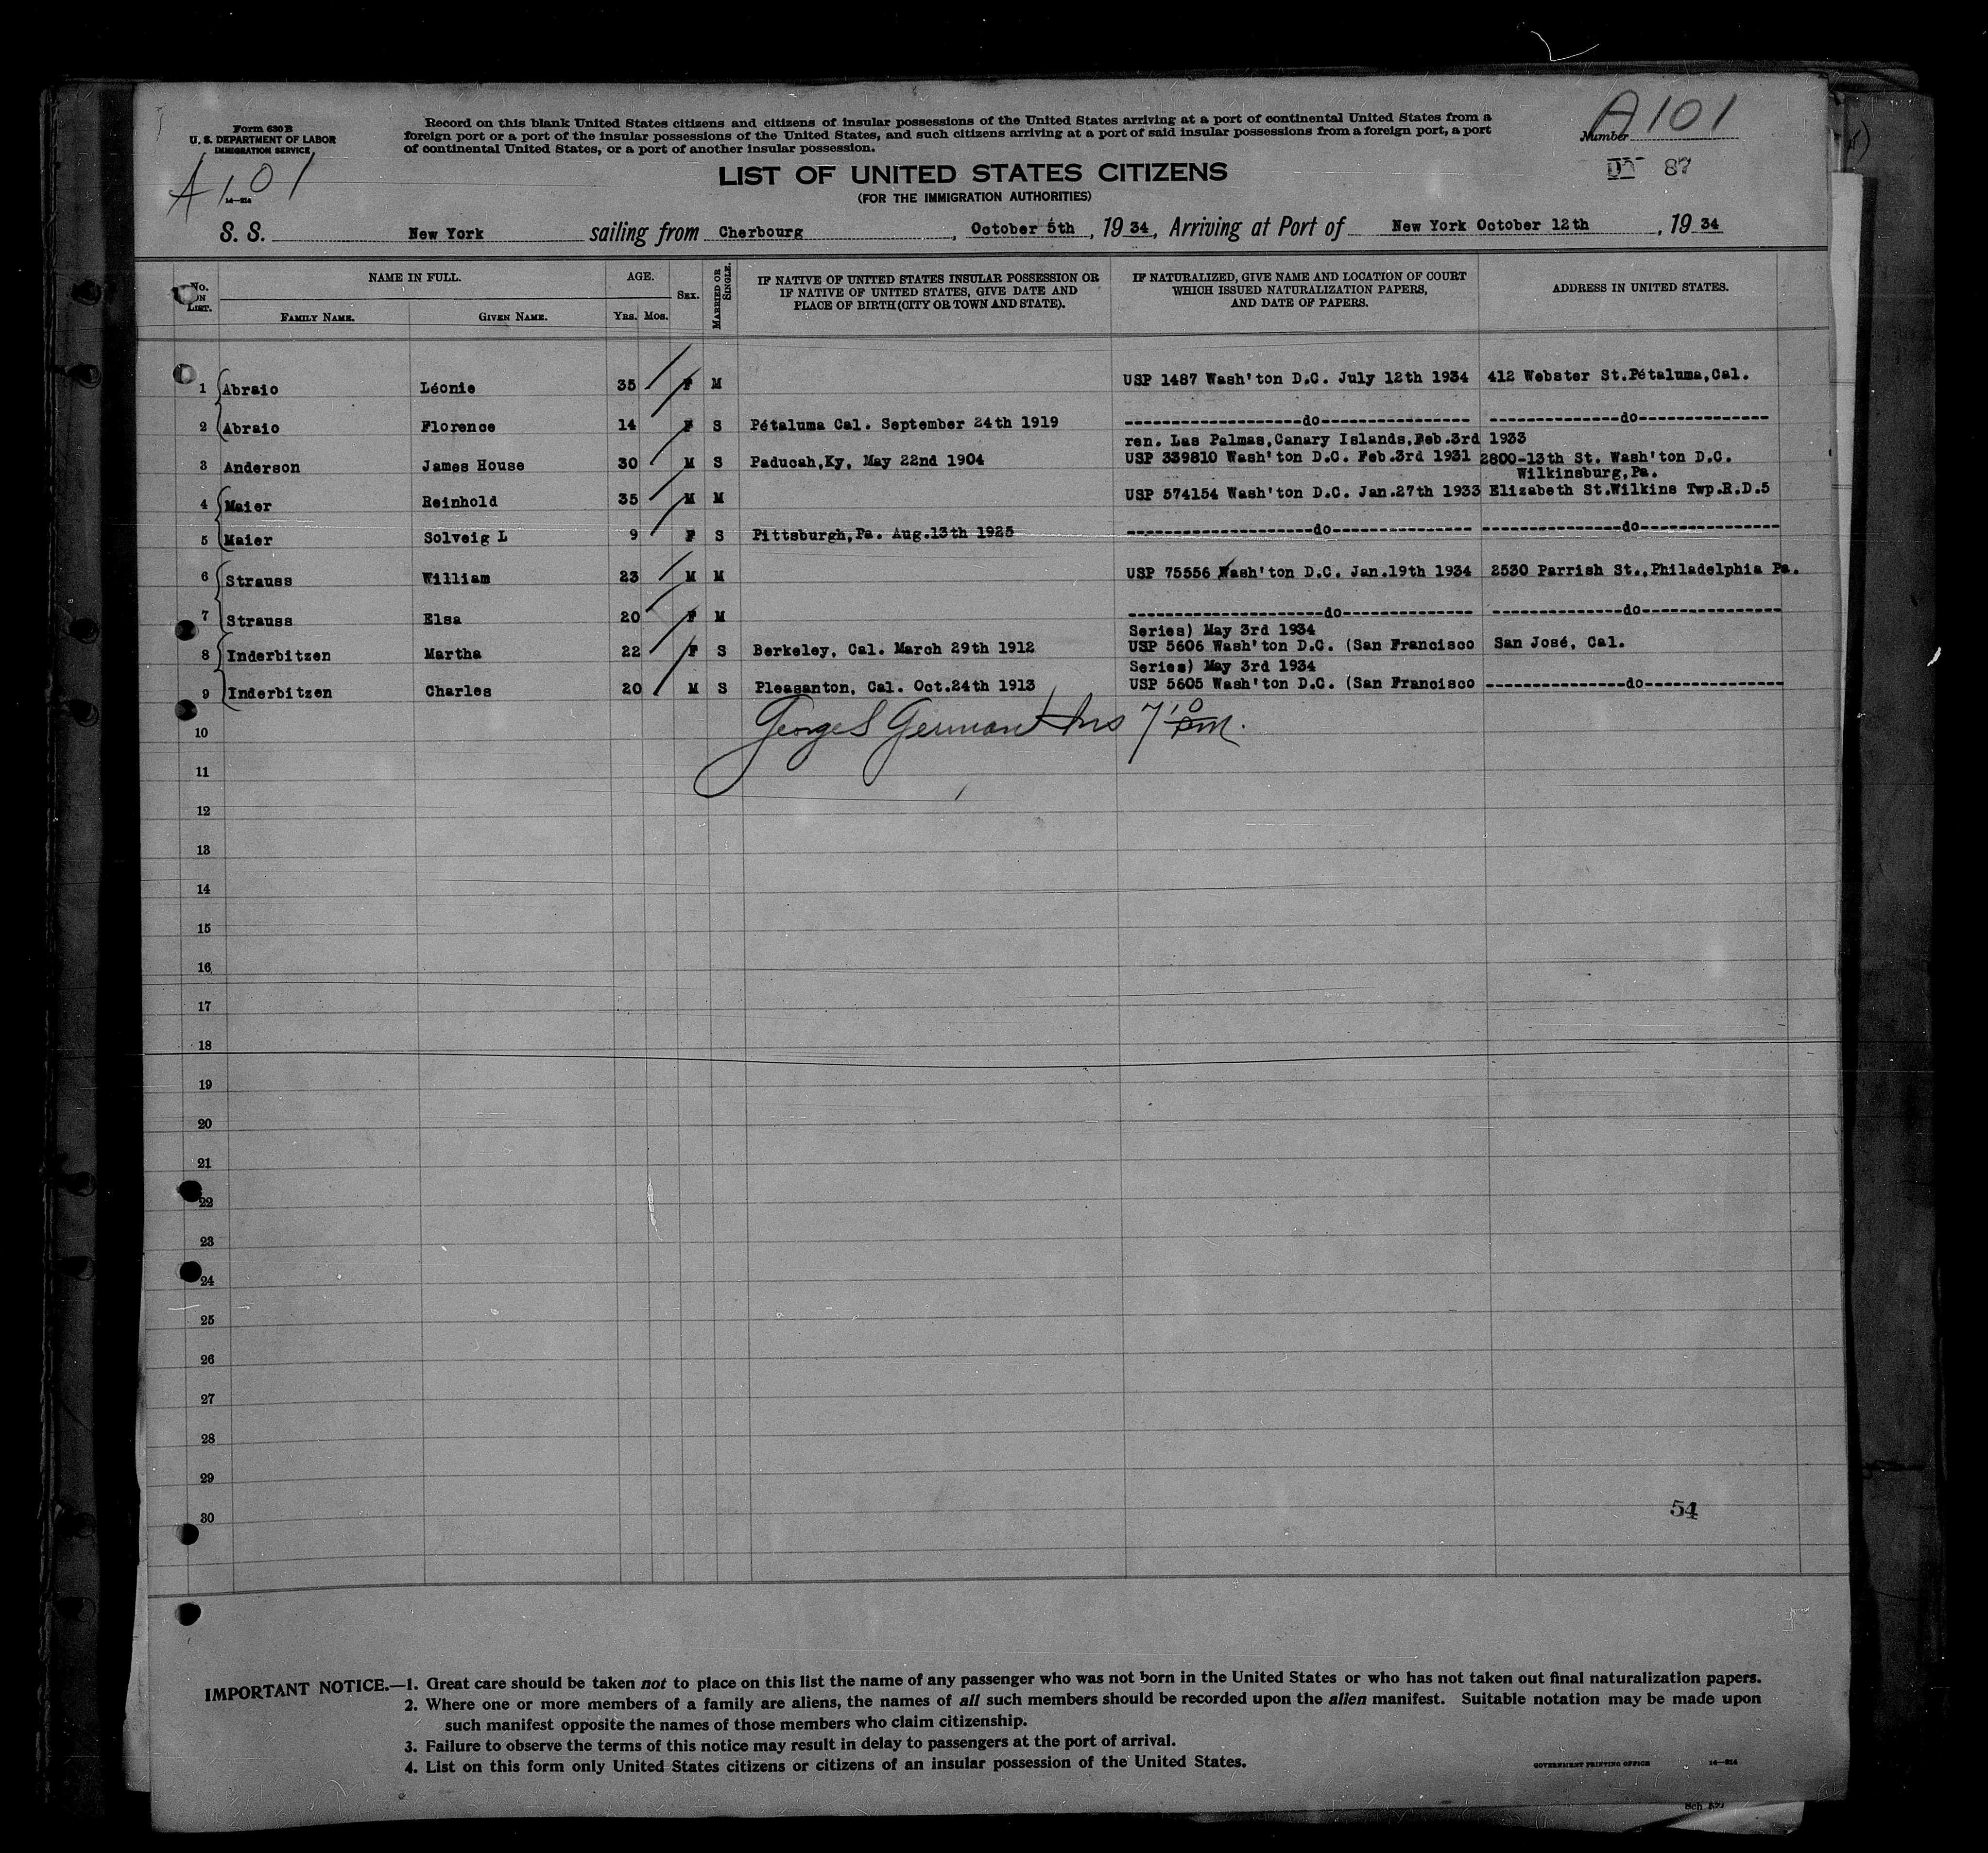 Form 630 B
U. S. DEPARTMENT OF LABOR
IMMIGRATION SERVICE
A101
14—214
Record on this blank United States citizens and citizens of insular possessions of the United States arriving at a port of continental United States from a
foreign port or a port of the insular possessions of the United States, and such citizens arriving at a port of said insular possessions from a foreign port, a port
of continental United States, or a port of another insular possession.
Number A101
87
LIST OF UNITED STATES CITIZENS
(FOR THE IMMIGRATION AUTHORITIES)
S. S. New York sailing from Cherbourg, October 5th, 1934, Arriving at Port of New York October 12th, 1934
No. ON LIST. NAME IN FULL. AGE. SEX. MARRIED OR SINGLE. IF NATIVE OF UNITED STATES INSULAR POSSESSION OR IF NATIVE OF UNITED STATES, GIVE DATE AND PLACE OF BIRTH (CITY OR TOWN AND STATE). IF NATURALIZED, GIVE NAME AND LOCATION OF COURT WHICH ISSUED NATURALIZATION PAPERS, AND DATE OF PAPERS. ADDRESS IN UNITED STATES.
FAMILY NAME. GIVEN NAME. YRS. MOS.
1 Abraio Léonie 35 F M USP 1487 Wash'ton D.C. July 12th 1934 412 Webster St.Pétaluma,Cal.
2 Abraio Florence 14 F S Pétaluma Cal. September 24th 1919 ----do---- ----do----
ren. Las Palmas,Canary Islands,Feb.3rd 1933
3 Anderson James House 30 M S Paducah,Ky, May 22nd 1904 USP 339810 Wash'ton D.C. Feb.3rd 1931 2800-13th St. Wash'ton D.C.
Wilkinsburg,Pa.
4 Maier Reinhold 35 M M USP 574154 Wash'ton D.C. Jan.27th 1933 Elizabeth St.Wilkins Twp.R.D.5
5 Maier Solveig L 9 F S Pittsburgh,Pa. Aug.13th 1925 ----do---- ----do----
6 Strauss William 23 M M USP 75556 Wash'ton D.C. Jan.19th 1934 2530 Parrish St.,Philadelphia Pa.
7 Strauss Elsa 20 F M ----do---- ----do----
Series) May 3rd 1934
8 Inderbitzen Martha 22 F S Berkeley, Cal. March 29th 1912 USP 5606 Wash'ton D.C. (San Francisco San José, Cal.
Series) May 3rd 1934
9 Inderbitzen Charles 20 M S Pleasanton, Cal. Oct.24th 1913 USP 5605 Wash'ton D.C. (San Francisco ----do----
George S German Ins 7 10 pm.
10
11
12
13
14
15
16
17
18
19
20
21
22
23
24
25
26
27
28
29
30
54
IMPORTANT NOTICE.—1. Great care should be taken not to place on this list the name of any passenger who was not born in the United States or who has not taken out final naturalization papers.
2. Where one or more members of a family are aliens, the names of all such members should be recorded upon the alien manifest. Suitable notation may be made upon
such manifest opposite the names of those members who claim citizenship.
3. Failure to observe the terms of this notice may result in delay to passengers at the port of arrival.
4. List on this form only United States citizens or citizens of an insular possession of the United States.
GOVERNMENT PRINTING OFFICE 14—214